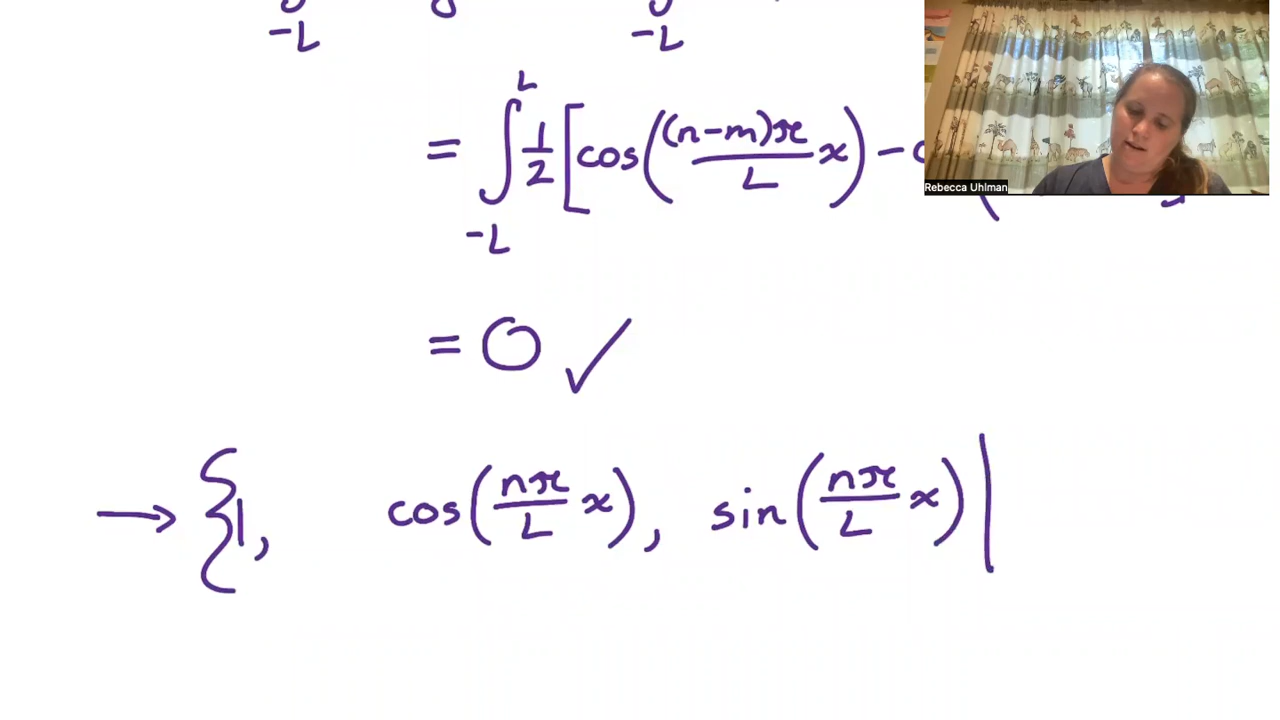 -L -L
= ∫_{-L}^{L} 1/2 [cos((n-m)π/L x) - c
Rebecca Uhlman
= 0 ✓
→ {1, cos(nπ/L x), sin(nπ/L x) |